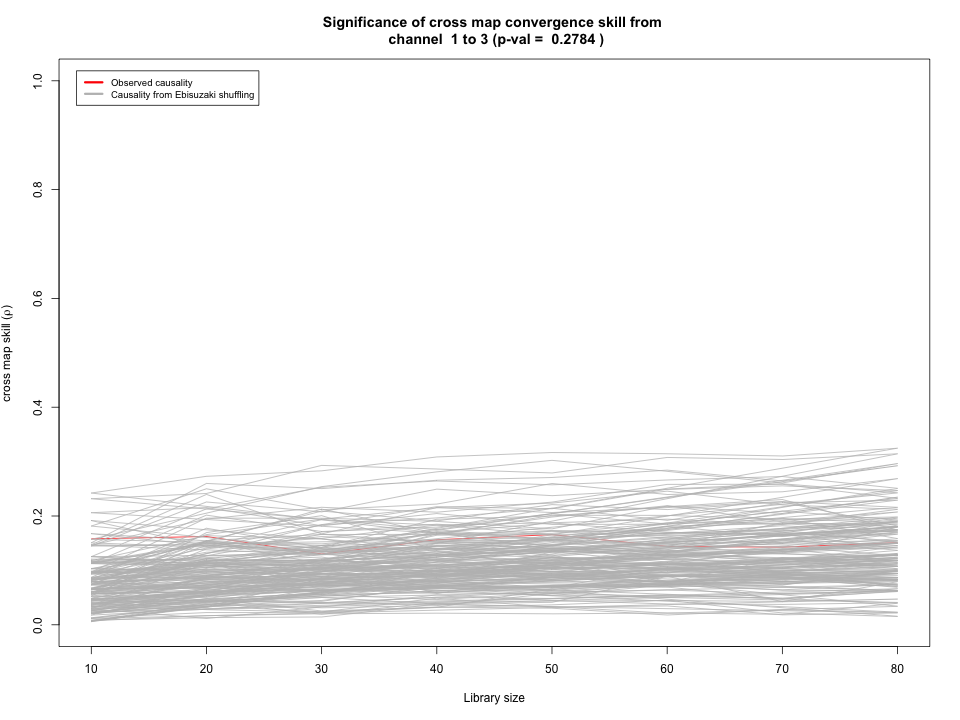 Significance of cross map convergence skill from
channel 1 to 3 (p-val = 0.2784 )
Observed causality
Causality from Ebisuzaki shuffling
cross map skill (ρ)
1.0
0.8
0.6
0.4
0.2
0.0
10 20 30 40 50 60 70 80
Library size